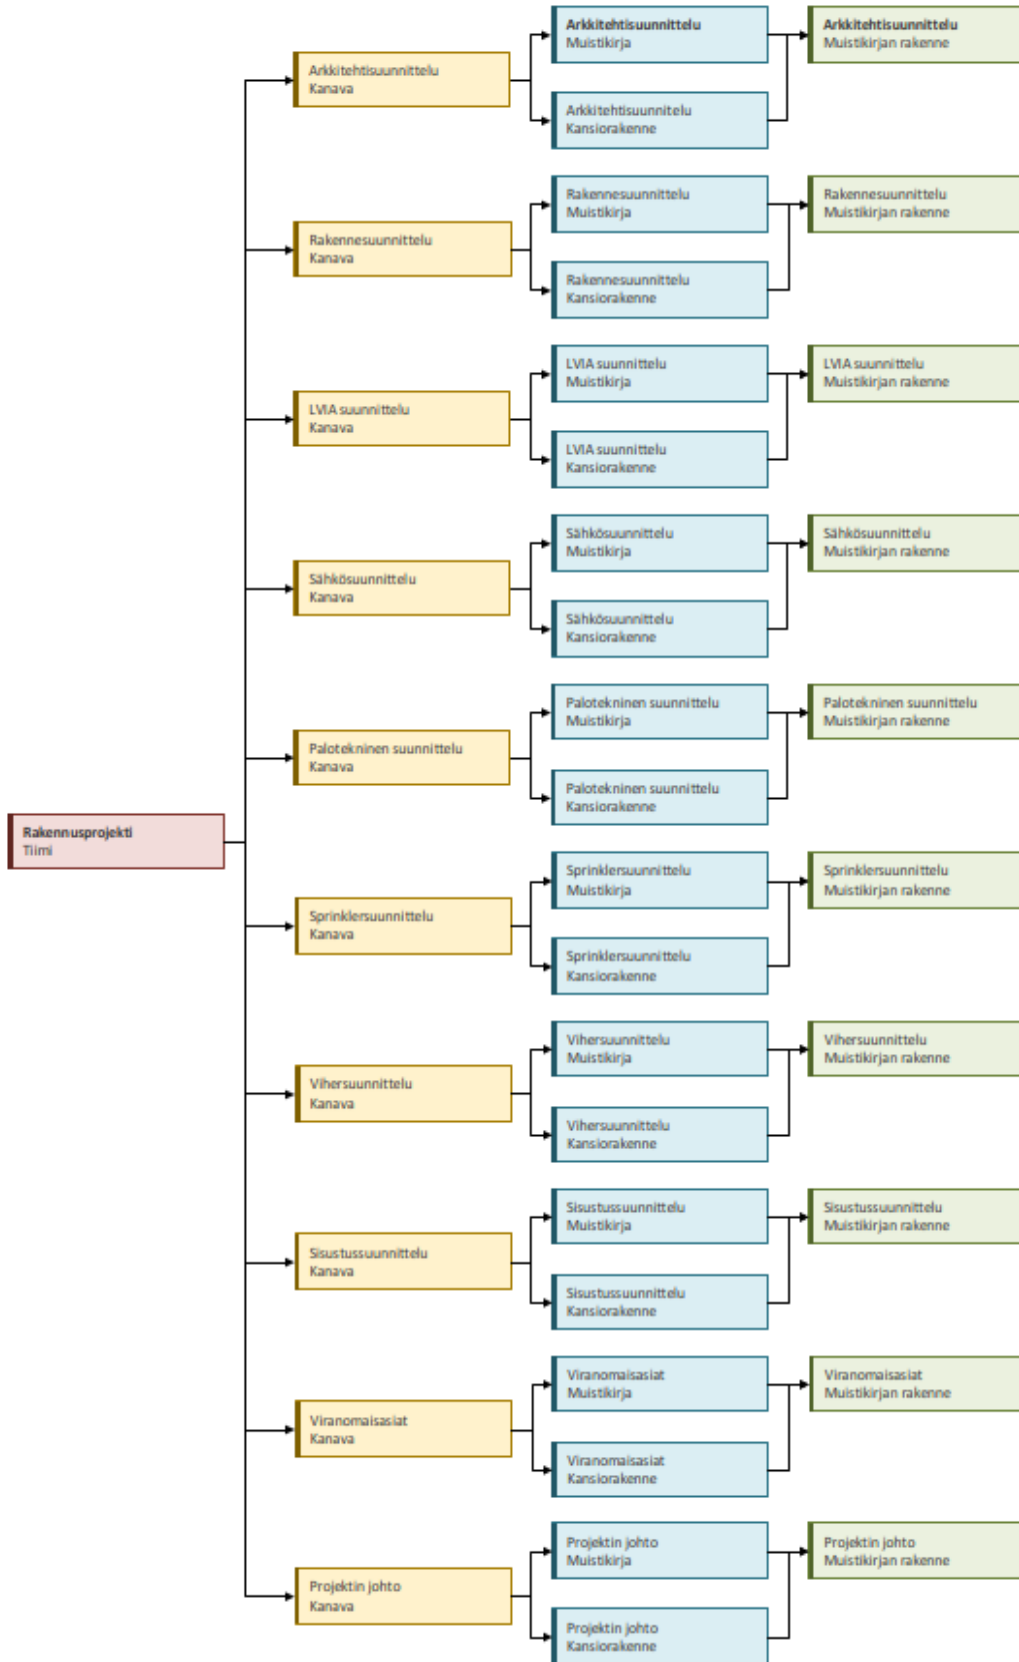 Rakennusprojekti
Tiimi
Arkkitehtisuunnittelu
Kanava
Arkkitehtisuunnittelu
Muistikirja
Arkkitehtisuunnitelu
Kansiorakenne
Arkkitehtisuunnittelu
Muistikirjan rakenne
Rakennesuunnittelu
Kanava
Rakennesuunnittelu
Muistikirja
Rakennesuunnittelu
Kansiorakenne
Rakennesuunnittelu
Muistikirjan rakenne
LVIA suunnittelu
Kanava
LVIA suunnittelu
Muistikirja
LVIA suunnittelu
Kansiorakenne
LVIA suunnittelu
Muistikirjan rakenne
Sähkösuunnittelu
Kanava
Sähkösuunnittelu
Muistikirja
Sähkösuunnittelu
Kansiorakenne
Sähkösuunnittelu
Muistikirjan rakenne
Palotekninen suunnittelu
Kanava
Palotekninen suunnittelu
Muistikirja
Palotekninen suunnittelu
Kansiorakenne
Palotekninen suunnittelu
Muistikirjan rakenne
Sprinklersuunnittelu
Kanava
Sprinklersuunnittelu
Muistikirja
Sprinklersuunnittelu
Kansiorakenne
Sprinklersuunnittelu
Muistikirjan rakenne
Vihersuunnittelu
Kanava
Vihersuunnittelu
Muistikirja
Vihersuunnittelu
Kansiorakenne
Vihersuunnittelu
Muistikirjan rakenne
Sisustussuunnittelu
Kanava
Sisustussuunnittelu
Muistikirja
Sisustussuunnittelu
Kansiorakenne
Sisustussuunnittelu
Muistikirjan rakenne
Viranomaisasiat
Kanava
Viranomaisasiat
Muistikirja
Viranomaisasiat
Kansiorakenne
Viranomaisasiat
Muistikirjan rakenne
Projektin johto
Kanava
Projektin johto
Muistikirja
Projektin johto
Kansiorakenne
Projektin johto
Muistikirjan rakenne